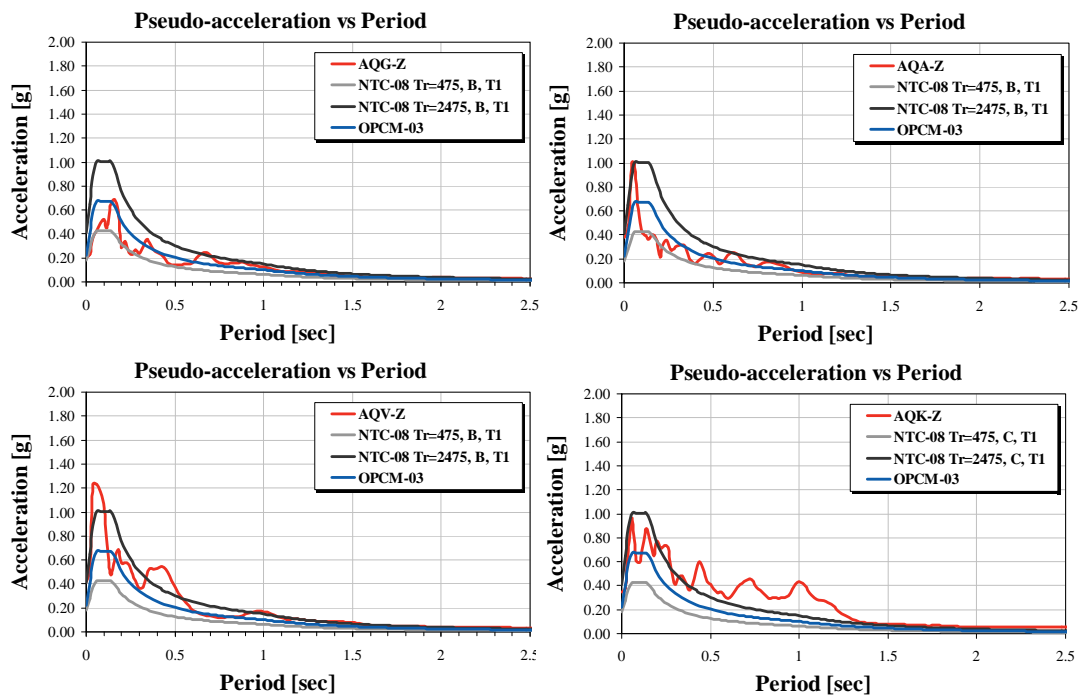 Pseudo-acceleration vs Period
2.00
1.80
1.60
1.40
1.20
1.00
0.80
0.60
0.40
0.20
0.00
Acceleration [g]
AQG-Z
NTC-08 Tr=475, B, T1
NTC-08 Tr=2475, B, T1
OPCM-03
0 0.5 1 1.5 2 2.5
Period [sec]
Pseudo-acceleration vs Period
2.00
1.80
1.60
1.40
1.20
1.00
0.80
0.60
0.40
0.20
0.00
Acceleration [g]
AQA-Z
NTC-08 Tr=475, B, T1
NTC-08 Tr=2475, B, T1
OPCM-03
0 0.5 1 1.5 2 2.5
Period [sec]
Pseudo-acceleration vs Period
2.00
1.80
1.60
1.40
1.20
1.00
0.80
0.60
0.40
0.20
0.00
Acceleration [g]
AQV-Z
NTC-08 Tr=475, B, T1
NTC-08 Tr=2475, B, T1
OPCM-03
0 0.5 1 1.5 2 2.5
Period [sec]
Pseudo-acceleration vs Period
2.00
1.80
1.60
1.40
1.20
1.00
0.80
0.60
0.40
0.20
0.00
Acceleration [g]
AQK-Z
NTC-08 Tr=475, C, T1
NTC-08 Tr=2475, C, T1
OPCM-03
0 0.5 1 1.5 2 2.5
Period [sec]